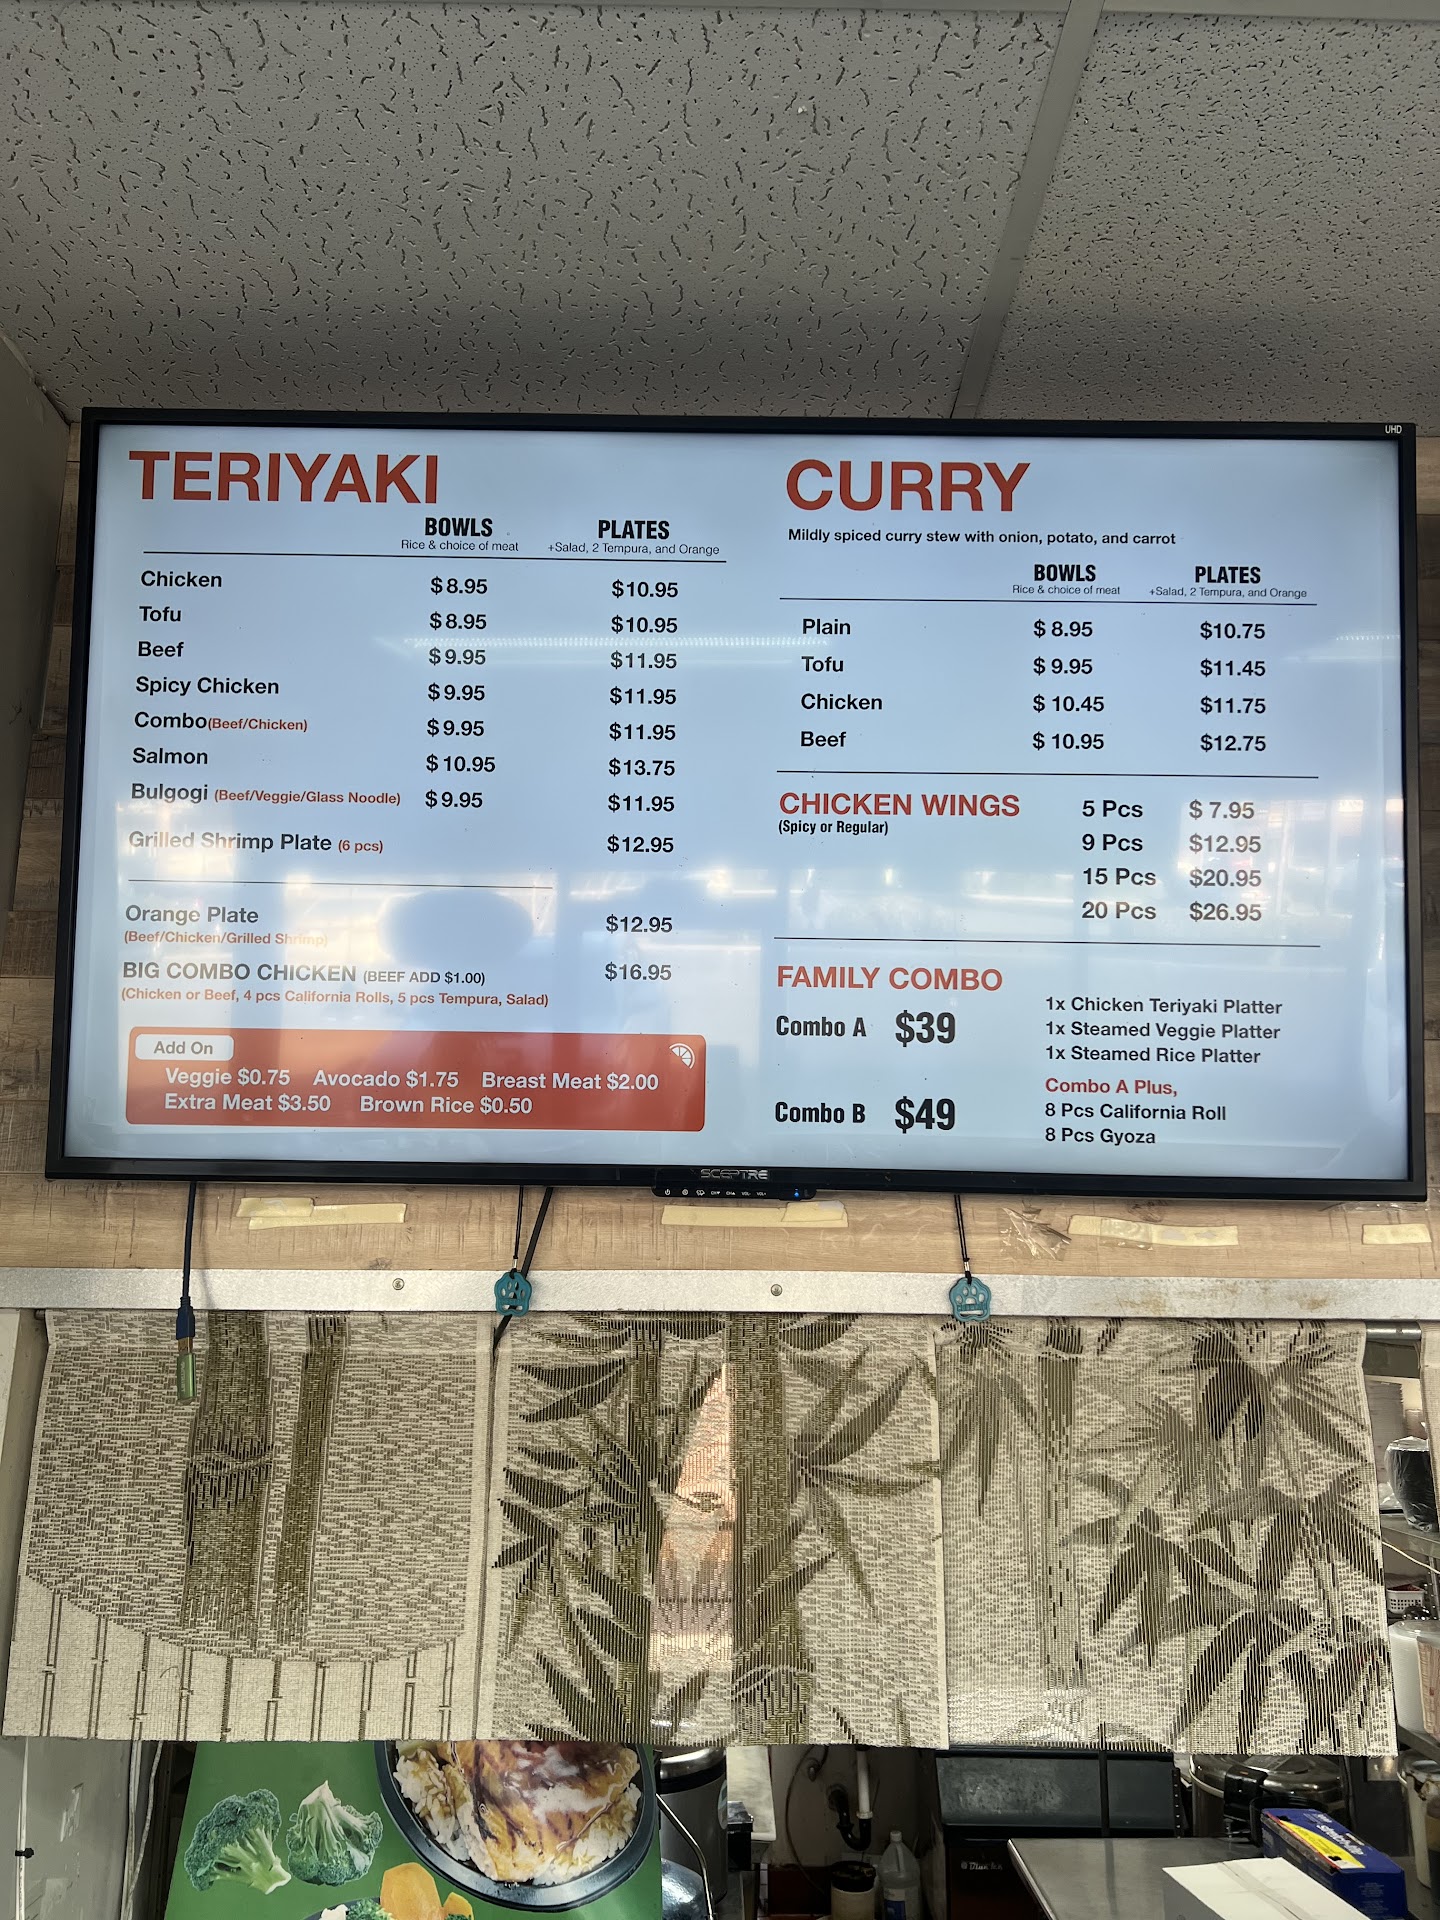 UHD
TERIYAKI
BOWLS PLATES
Rice & choice of meat +Salad, 2 Tempura, and Orange
Chicken $8.95 $10.95
Tofu $8.95 $10.95
Beef $9.95 $11.95
Spicy Chicken $9.95 $11.95
Combo(Beef/Chicken) $9.95 $11.95
Salmon $10.95 $13.75
Bulgogi (Beef/Veggie/Glass Noodle) $9.95 $11.95
Grilled Shrimp Plate (6 pcs) $12.95
Orange Plate $12.95
(Beef/Chicken/Grilled Shrimp)
BIG COMBO CHICKEN (BEEF ADD $1.00) $16.95
(Chicken or Beef, 4 pcs California Rolls, 5 pcs Tempura, Salad)
Add On
Veggie $0.75 Avocado $1.75 Breast Meat $2.00
Extra Meat $3.50 Brown Rice $0.50
CURRY
Mildly spiced curry stew with onion, potato, and carrot
BOWLS PLATES
Rice & choice of meat +Salad, 2 Tempura, and Orange
Plain $ 8.95 $10.75
Tofu $ 9.95 $11.45
Chicken $ 10.45 $11.75
Beef $ 10.95 $12.75
CHICKEN WINGS 5 Pcs $ 7.95
(Spicy or Regular)
9 Pcs $12.95
15 Pcs $20.95
20 Pcs $26.95
FAMILY COMBO
Combo A $39
1x Chicken Teriyaki Platter
1x Steamed Veggie Platter
1x Steamed Rice Platter
Combo B $49
Combo A Plus,
8 Pcs California Roll
8 Pcs Gyoza
SCEPTRE